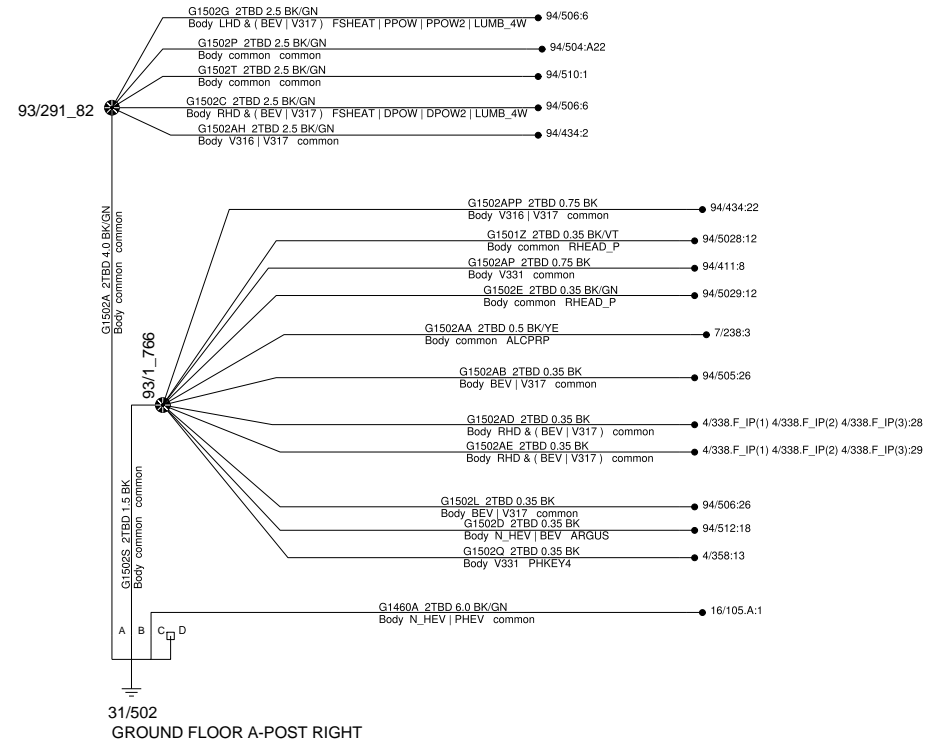 G1502G 2TBD 2.5 BK/GN
Body LHD & ( BEV | V317 ) FSHEAT | PPOW | PPOW2 | LUMB_4W
94/506:6
G1502P 2TBD 2.5 BK/GN
Body common common
94/504:A22
G1502T 2TBD 2.5 BK/GN
Body common common
94/510:1
93/291_82
G1502C 2TBD 2.5 BK/GN
Body RHD & ( BEV | V317 ) FSHEAT | DPOW | DPOW2 | LUMB_4W
94/506:6
G1502AH 2TBD 2.5 BK/GN
Body V316 | V317 common
94/434:2
G1502A 2TBD 4.0 BK/GN
Body common common
G1502APP 2TBD 0.75 BK
Body V316 | V317 common
94/434:22
G1501Z 2TBD 0.35 BK/VT
Body common RHEAD_P
94/5028:12
G1502AP 2TBD 0.75 BK
Body V331 common
94/411:8
G1502E 2TBD 0.35 BK/GN
Body common RHEAD_P
94/5029:12
G1502AA 2TBD 0.5 BK/YE
Body common ALCPRP
7/238:3
93/1_766
G1502AB 2TBD 0.35 BK
Body BEV | V317 common
94/505:26
G1502AD 2TBD 0.35 BK
Body RHD & ( BEV | V317 ) common
4/338.F_IP(1) 4/338.F_IP(2) 4/338.F_IP(3):28
G1502AE 2TBD 0.35 BK
Body RHD & ( BEV | V317 ) common
4/338.F_IP(1) 4/338.F_IP(2) 4/338.F_IP(3):29
G1502S 2TBD 1.5 BK
Body common common
G1502L 2TBD 0.35 BK
Body BEV | V317 common
94/506:26
G1502D 2TBD 0.35 BK
Body N_HEV | BEV ARGUS
94/512:18
G1502Q 2TBD 0.35 BK
Body V331 PHKEY4
4/358:13
G1460A 2TBD 6.0 BK/GN
Body N_HEV | PHEV common
16/105.A:1
A B C D
31/502
GROUND FLOOR A-POST RIGHT